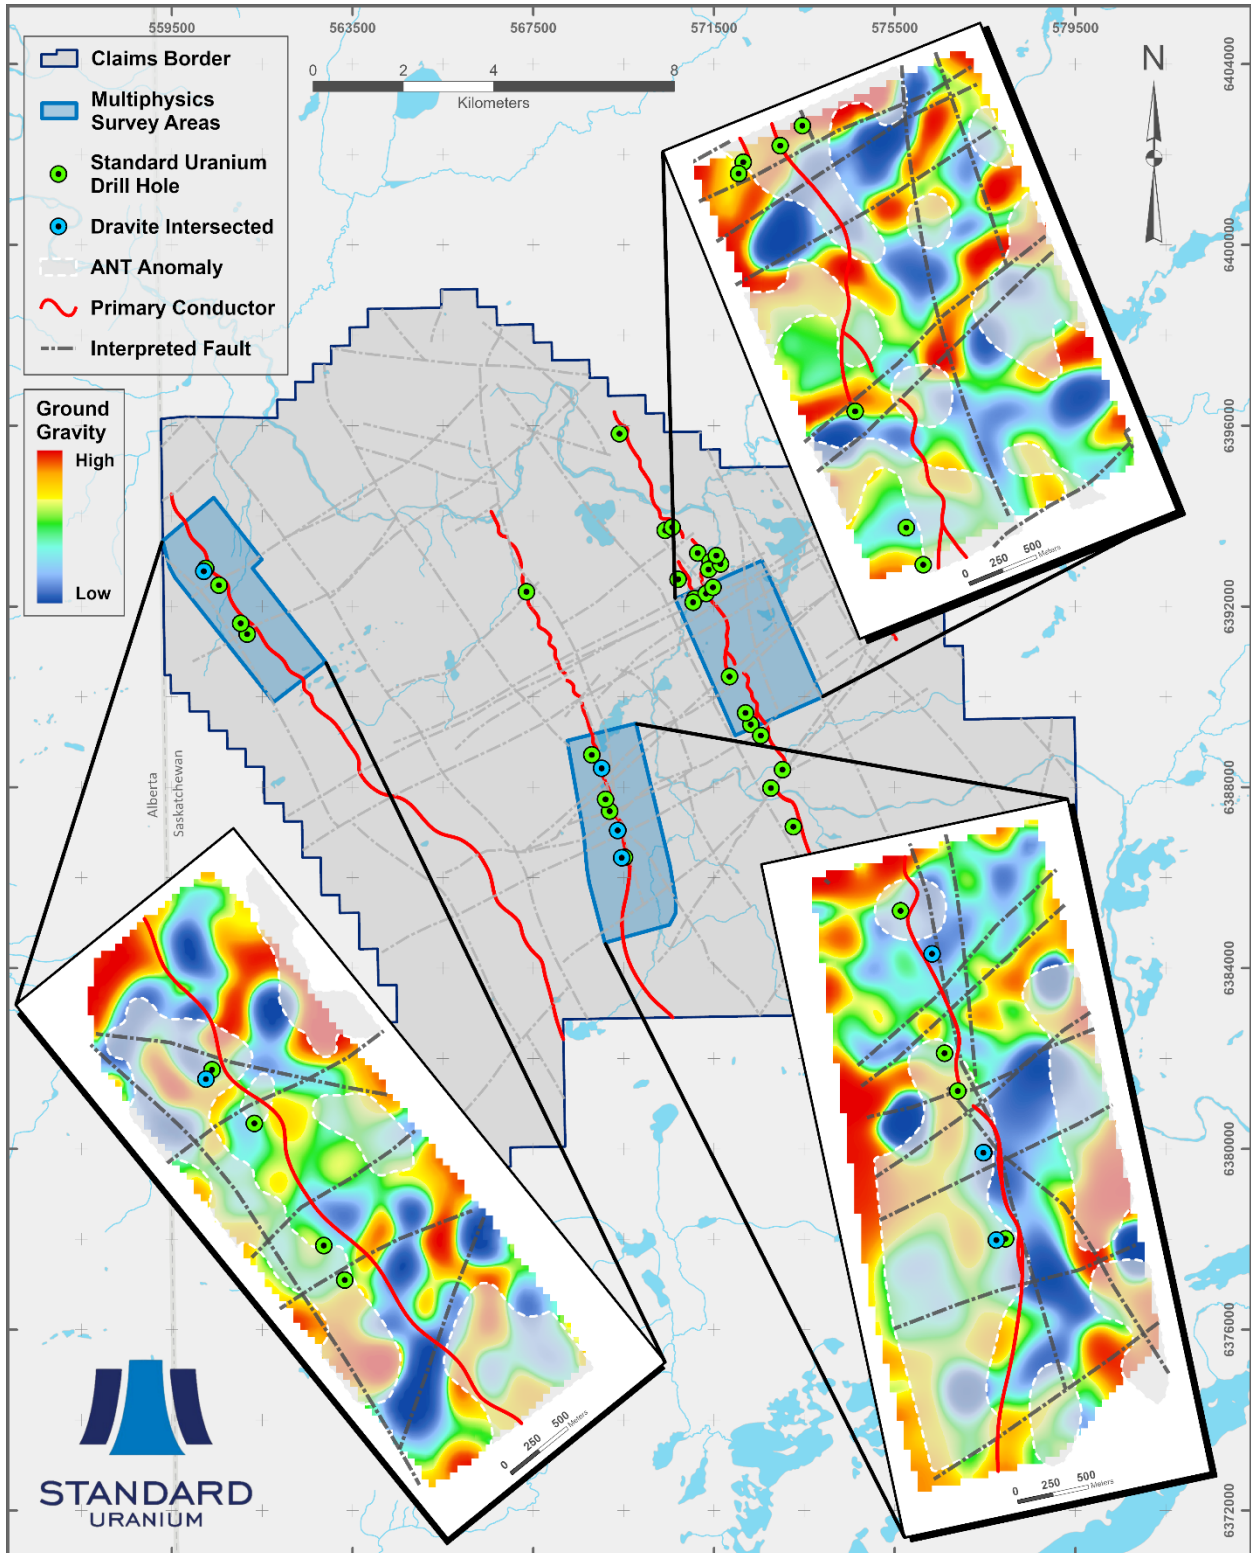 559500
563500
567500
571500
575500
579500
Claims Border
Multiphysics
Survey Areas
Standard Uranium
Drill Hole
Dravite Intersected
ANT Anomaly
Primary Conductor
Interpreted Fault
0
2
4
8
Kilometers
N
6404000
6400000
6396000
6392000
6388000
6384000
6380000
6376000
6372000
Ground
Gravity
High
Low
0
250
500
Meters
Alberta
Saskatchewan
0
250
500
Meters
0
250
500
Meters
STANDARD
URANIUM